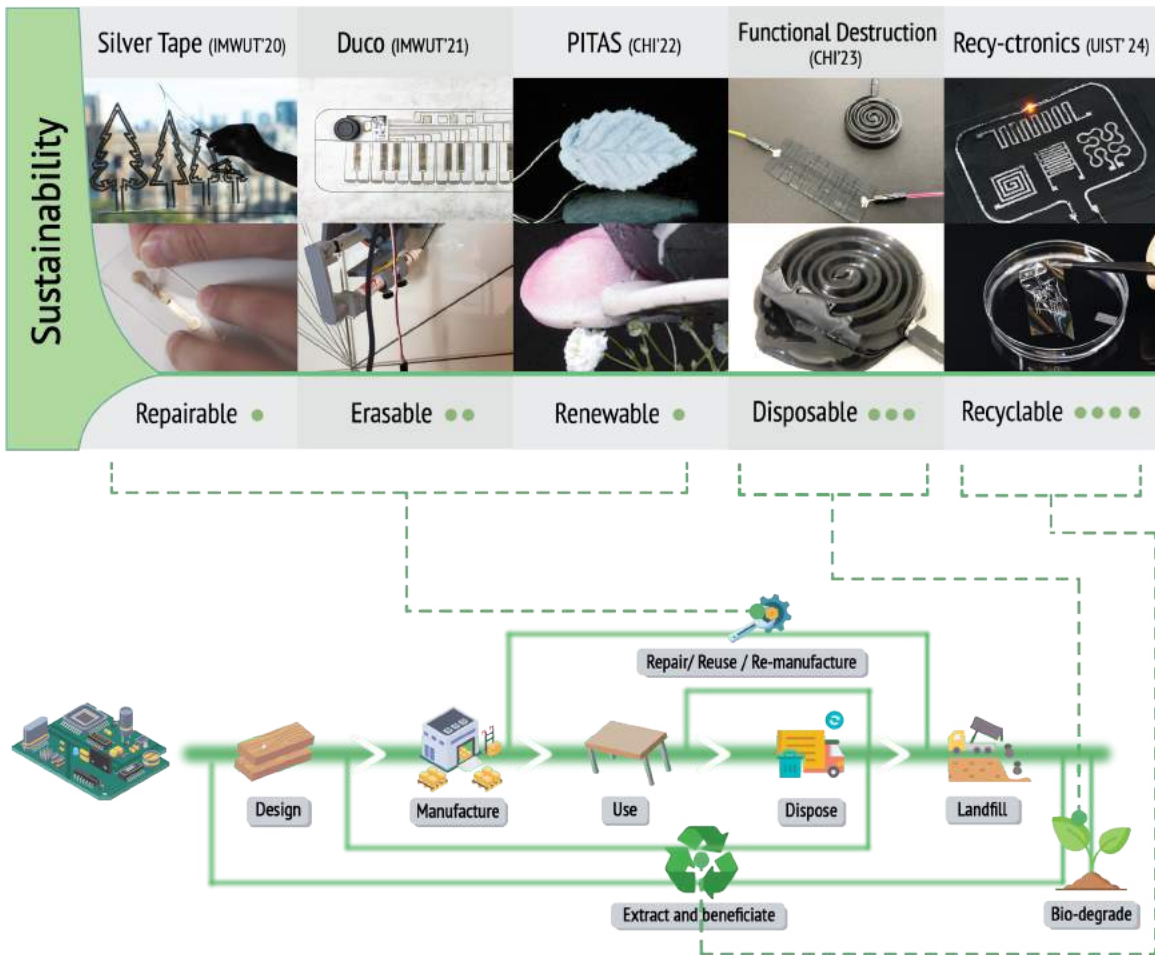 Silver Tape (IMWUT'20)
Duco (IMWUT'21)
PITAS (CHI'22)
Functional Destruction
(CHI'23)
Recy-ctronics (UIST' 24)
Sustainability
Repairable
Erasable
Renewable
Disposable
Recyclable
Repair/ Reuse / Re-manufacture
Design
Manufacture
Use
Dispose
Landfill
Extract and beneficiate
Bio-degrade